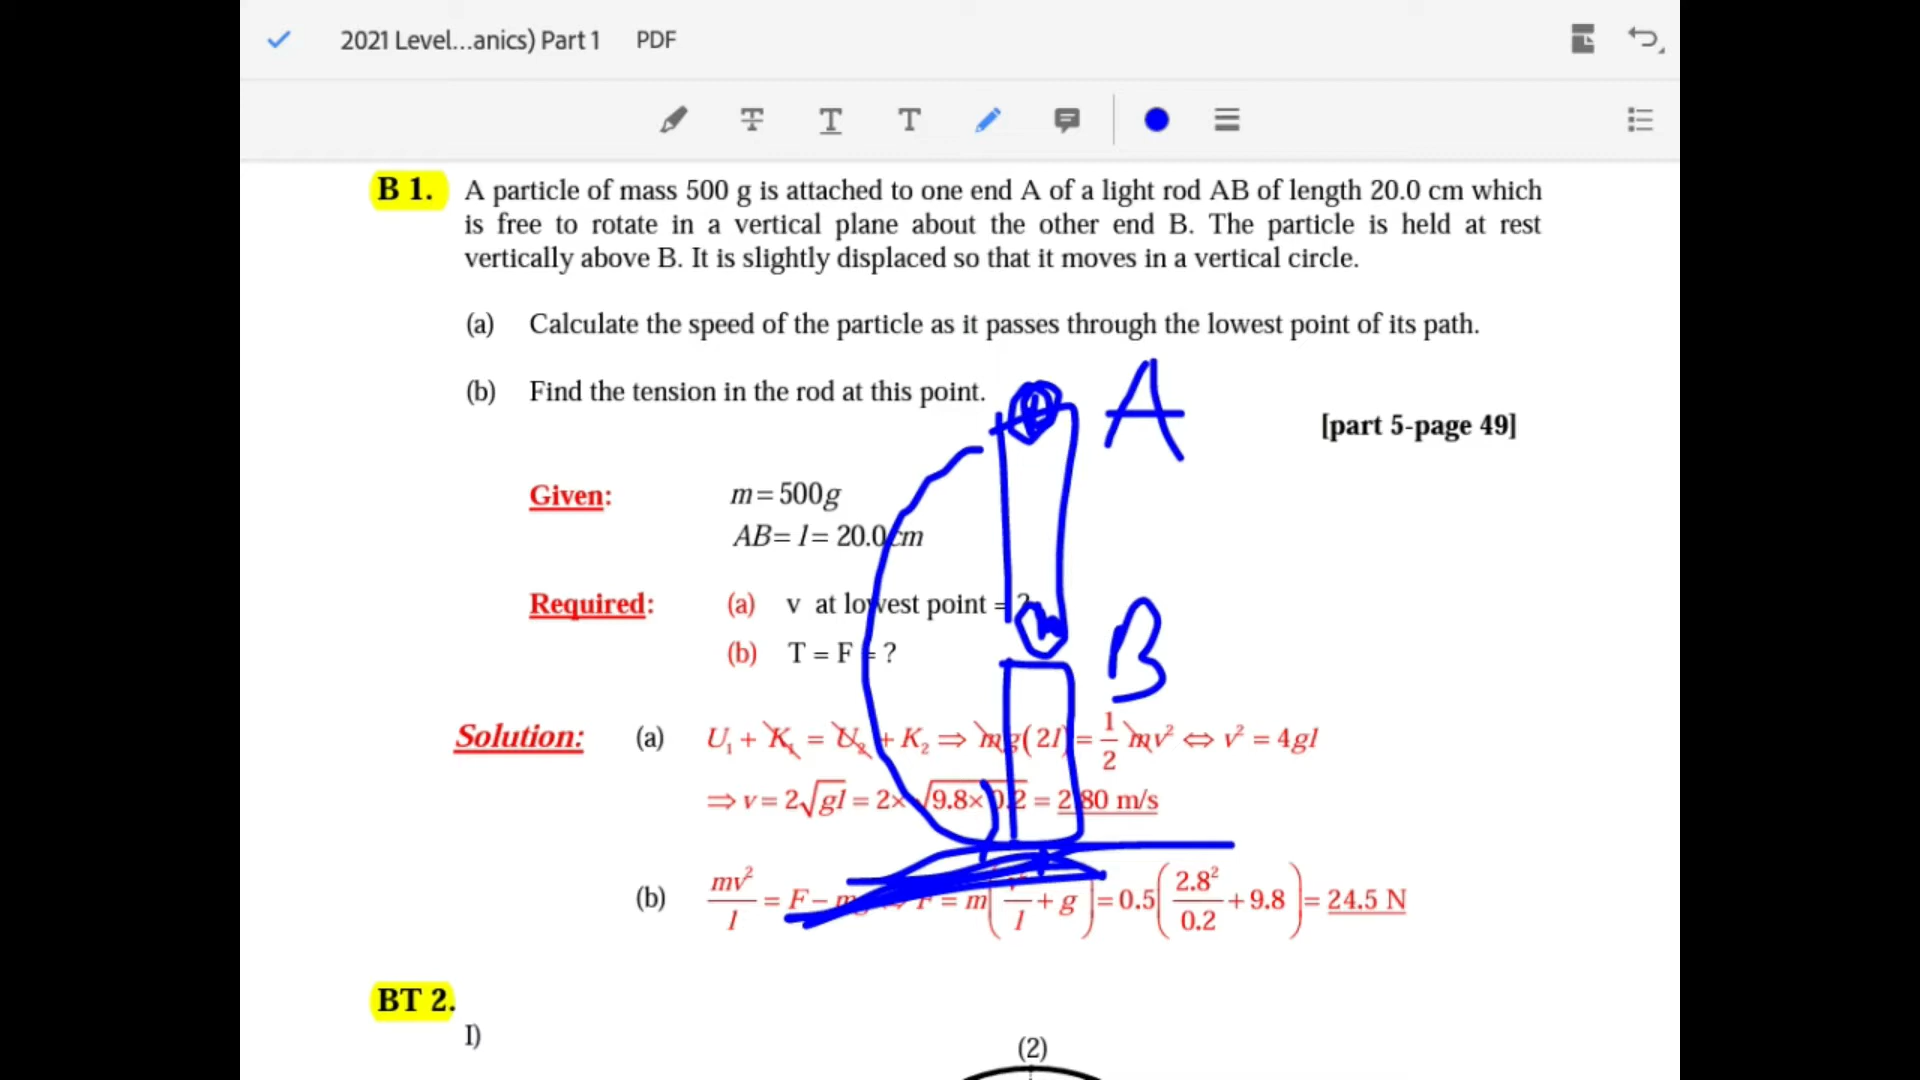 2021 Level...anics) Part 1 PDF
B 1. A particle of mass 500 g is attached to one end A of a light rod AB of length 20.0 cm which
is free to rotate in a vertical plane about the other end B. The particle is held at rest
vertically above B. It is slightly displaced so that it moves in a vertical circle.
(a) Calculate the speed of the particle as it passes through the lowest point of its path.
(b) Find the tension in the rod at this point.
A
[part 5-page 49]
Given: m = 500g
AB = l = 20.0cm
Required: (a) v at lowest point = ?
(b) T = F = ?
B
Solution: (a) U₁ + K₁ = U₂ + K₂ ⇒ mg(2l) = 1/2 mv² ⇔ v² = 4gl
⇒ v = 2√gl = 2×√9.8×0.2 = 2.80 m/s
(b) mv²/l = F − mg ⇔ F = m(v²/l + g) = 0.5(2.8²/0.2 + 9.8) = 24.5 N
BT 2.
I)
(2)